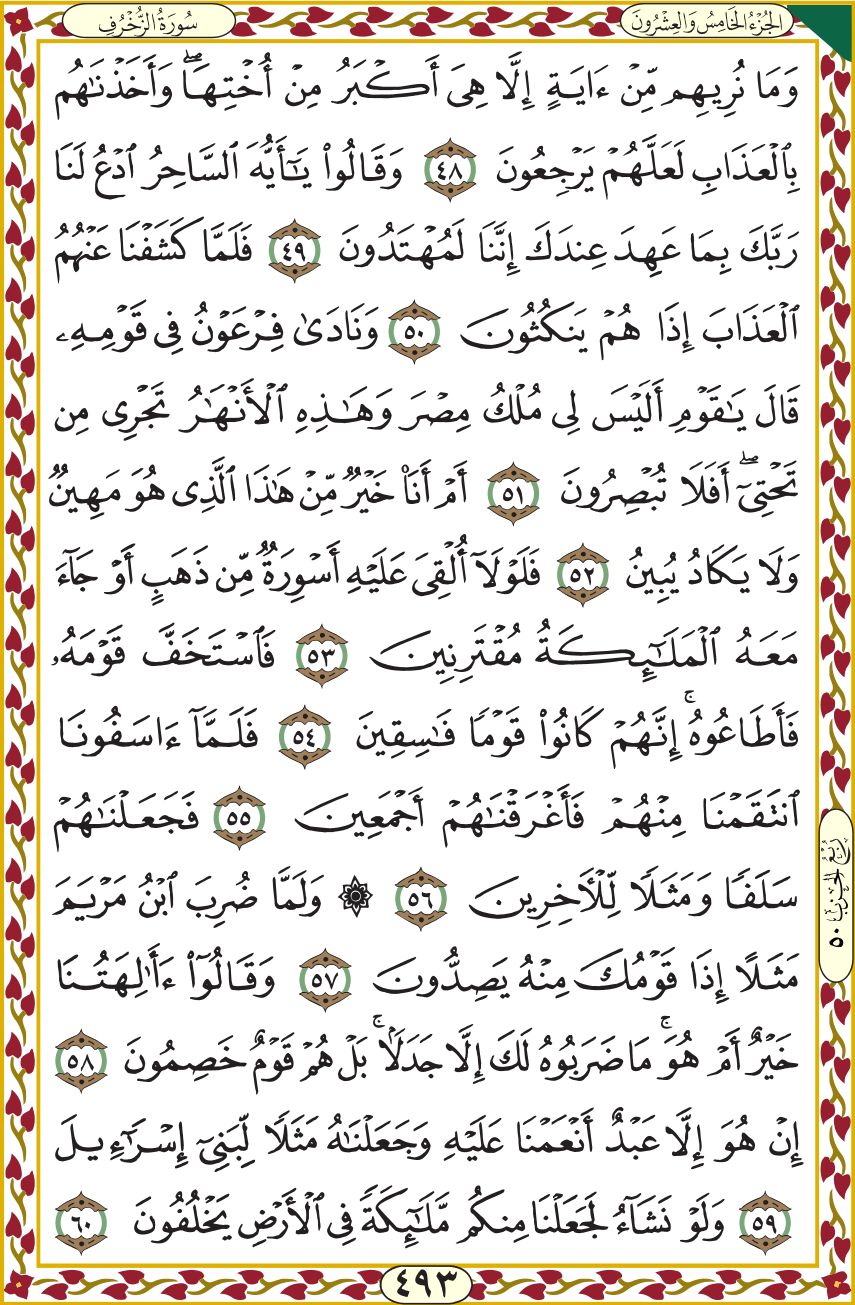 الجُزْءُ الخَامِسُ وَالعِشْرُونَ
سُورَةُ الزُّخْرُفِ
وَمَا نُرِيهِم مِّنْ ءَايَةٍ إِلَّا هِىَ أَكْبَرُ مِنْ أُخْتِهَاۖ وَأَخَذْنَٰهُم
بِٱلْعَذَابِ لَعَلَّهُمْ يَرْجِعُونَ ٤٨ وَقَالُوا۟ يَٰٓأَيُّهَ ٱلسَّاحِرُ ٱدْعُ لَنَا
رَبَّكَ بِمَا عَهِدَ عِندَكَ إِنَّنَا لَمُهْتَدُونَ ٤٩ فَلَمَّا كَشَفْنَا عَنْهُمُ
ٱلْعَذَابَ إِذَا هُمْ يَنكُثُونَ ٥٠ وَنَادَىٰ فِرْعَوْنُ فِى قَوْمِهِۦ
قَالَ يَٰقَوْمِ أَلَيْسَ لِى مُلْكُ مِصْرَ وَهَٰذِهِ ٱلْأَنْهَٰرُ تَجْرِى مِن
تَحْتِىٓۖ أَفَلَا تُبْصِرُونَ ٥١ أَمْ أَنَا۠ خَيْرٌ مِّنْ هَٰذَا ٱلَّذِى هُوَ مَهِينٌ
وَلَا يَكَادُ يُبِينُ ٥٢ فَلَوْلَآ أُلْقِىَ عَلَيْهِ أَسْوِرَةٌ مِّن ذَهَبٍ أَوْ جَآءَ
مَعَهُ ٱلْمَلَٰٓئِكَةُ مُقْتَرِنِينَ ٥٣ فَٱسْتَخَفَّ قَوْمَهُۥ
فَأَطَاعُوهُۚ إِنَّهُمْ كَانُوا۟ قَوْمًا فَٰسِقِينَ ٥٤ فَلَمَّآ ءَاسَفُونَا
ٱنتَقَمْنَا مِنْهُمْ فَأَغْرَقْنَٰهُمْ أَجْمَعِينَ ٥٥ فَجَعَلْنَٰهُمْ
سَلَفًا وَمَثَلًا لِّلْءَاخِرِينَ ٥٦ ۞ وَلَمَّا ضُرِبَ ٱبْنُ مَرْيَمَ
مَثَلًا إِذَا قَوْمُكَ مِنْهُ يَصِدُّونَ ٥٧ وَقَالُوٓا۟ ءَأَٰلِهَتُنَا
خَيْرٌ أَمْ هُوَۚ مَا ضَرَبُوهُ لَكَ إِلَّا جَدَلًۢاۚ بَلْ هُمْ قَوْمٌ خَصِمُونَ ٥٨
إِنْ هُوَ إِلَّا عَبْدٌ أَنْعَمْنَا عَلَيْهِ وَجَعَلْنَٰهُ مَثَلًا لِّبَنِىٓ إِسْرَٰٓءِيلَ
٥٩ وَلَوْ نَشَآءُ لَجَعَلْنَا مِنكُم مَّلَٰٓئِكَةً فِى ٱلْأَرْضِ يَخْلُفُونَ ٦٠
رُبْعُ الحِزْبِ ٥٠
٤٩٣